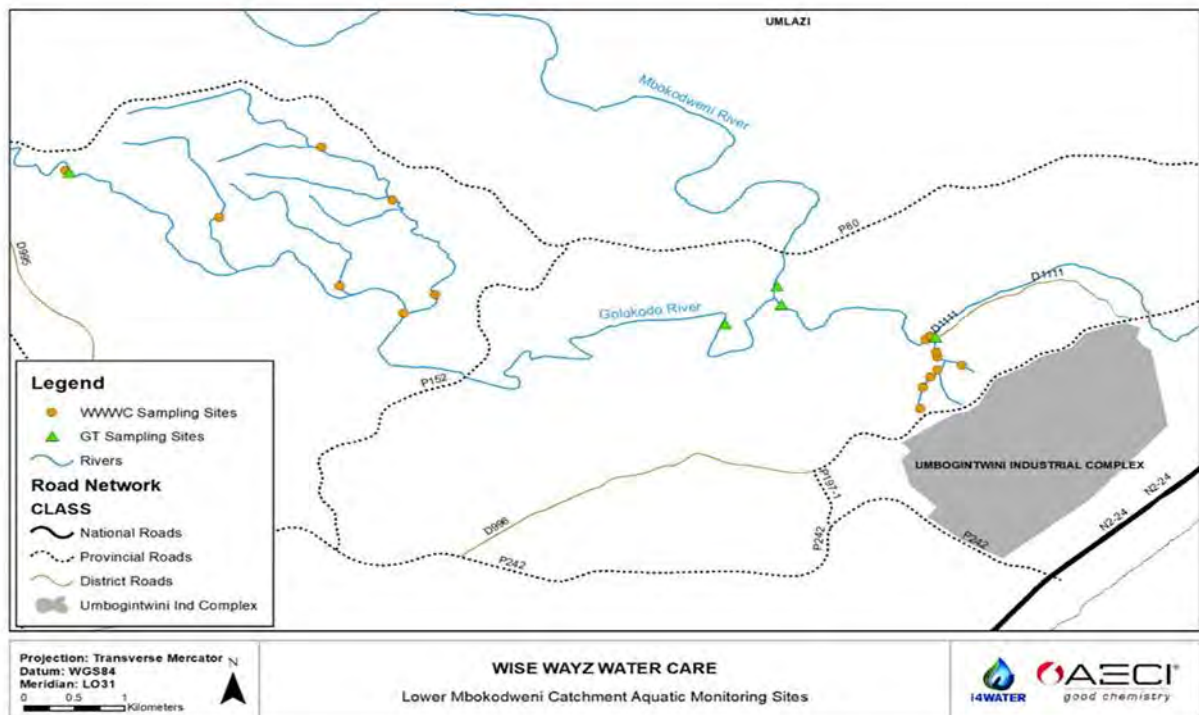 UMLAZI
Mbokodweni River
P80
D1111
D1111
Golokodo River
D995
P152
UMBOGINTWINI INDUSTRIAL COMPLEX
P197-1
D996
P242
P242
P242
N2-24
N2-24
Legend
WWWC Sampling Sites
GT Sampling Sites
Rivers
Road Network
CLASS
National Roads
Provincial Roads
District Roads
Umbogintwini Ind Complex
Projection: Transverse Mercator
Datum: WGS84
Meridian: LO31
N
0 0.5 1
Kilometers
WISE WAYZ WATER CARE
Lower Mbokodweni Catchment Aquatic Monitoring Sites
i4WATER
AECI®
good chemistry